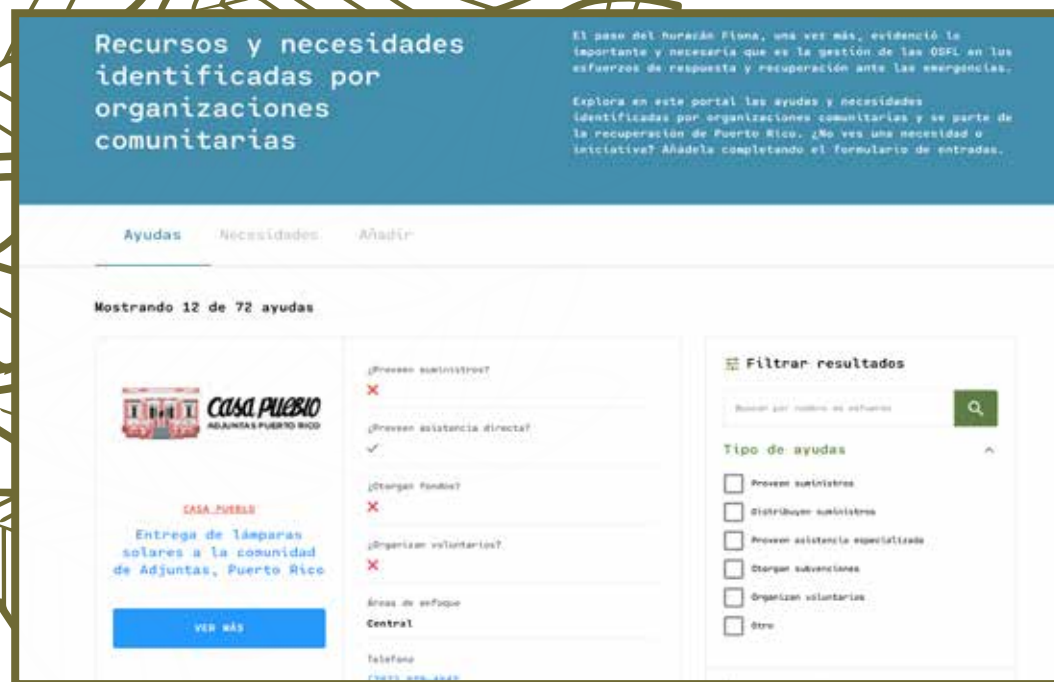 Recursos y necesidades
identificadas por
organizaciones
comunitarias
El paso del huracán Fiona, una vez más, evidenció lo
importante y necesaria que es la gestión de las OSFL en los
esfuerzos de respuesta y recuperación ante las emergencias.
Explora en este portal las ayudas y necesidades
identificadas por organizaciones comunitarias y se parte de
la recuperación de Puerto Rico. ¿No ves una necesidad o
iniciativa? Añádela completando el formulario de entradas.
Ayudas Necesidades Añadir
Mostrando 12 de 72 ayudas
CASA PUEBLO
ADJUNTAS PUERTO RICO
CASA PUEBLO
Entrega de lámparas
solares a la comunidad
de Adjuntas, Puerto Rico
VER MÁS
¿Proveen suministros?
¿Proveen asistencia directa?
¿Otorgan fondos?
¿Organizan voluntarios?
Áreas de enfoque
Central
Teléfono
Filtrar resultados
Buscar por nombre de esfuerzo
Tipo de ayudas
Proveen suministros
Distribuyen suministros
Proveen asistencia especializada
Otorgan subvenciones
Organizan voluntarios
Otro